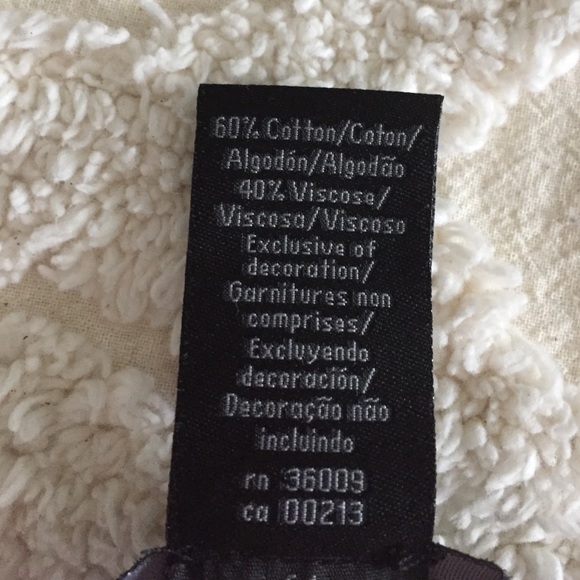 60% Cotton/Coton/
Algodón/Algodão
40% Viscose/
Viscosa/Viscoso
Exclusive of
decoration/
Garnitures non
comprises/
Excluyendo
decoración/
Decoração não
incluindo
rn 36009
ca 00213